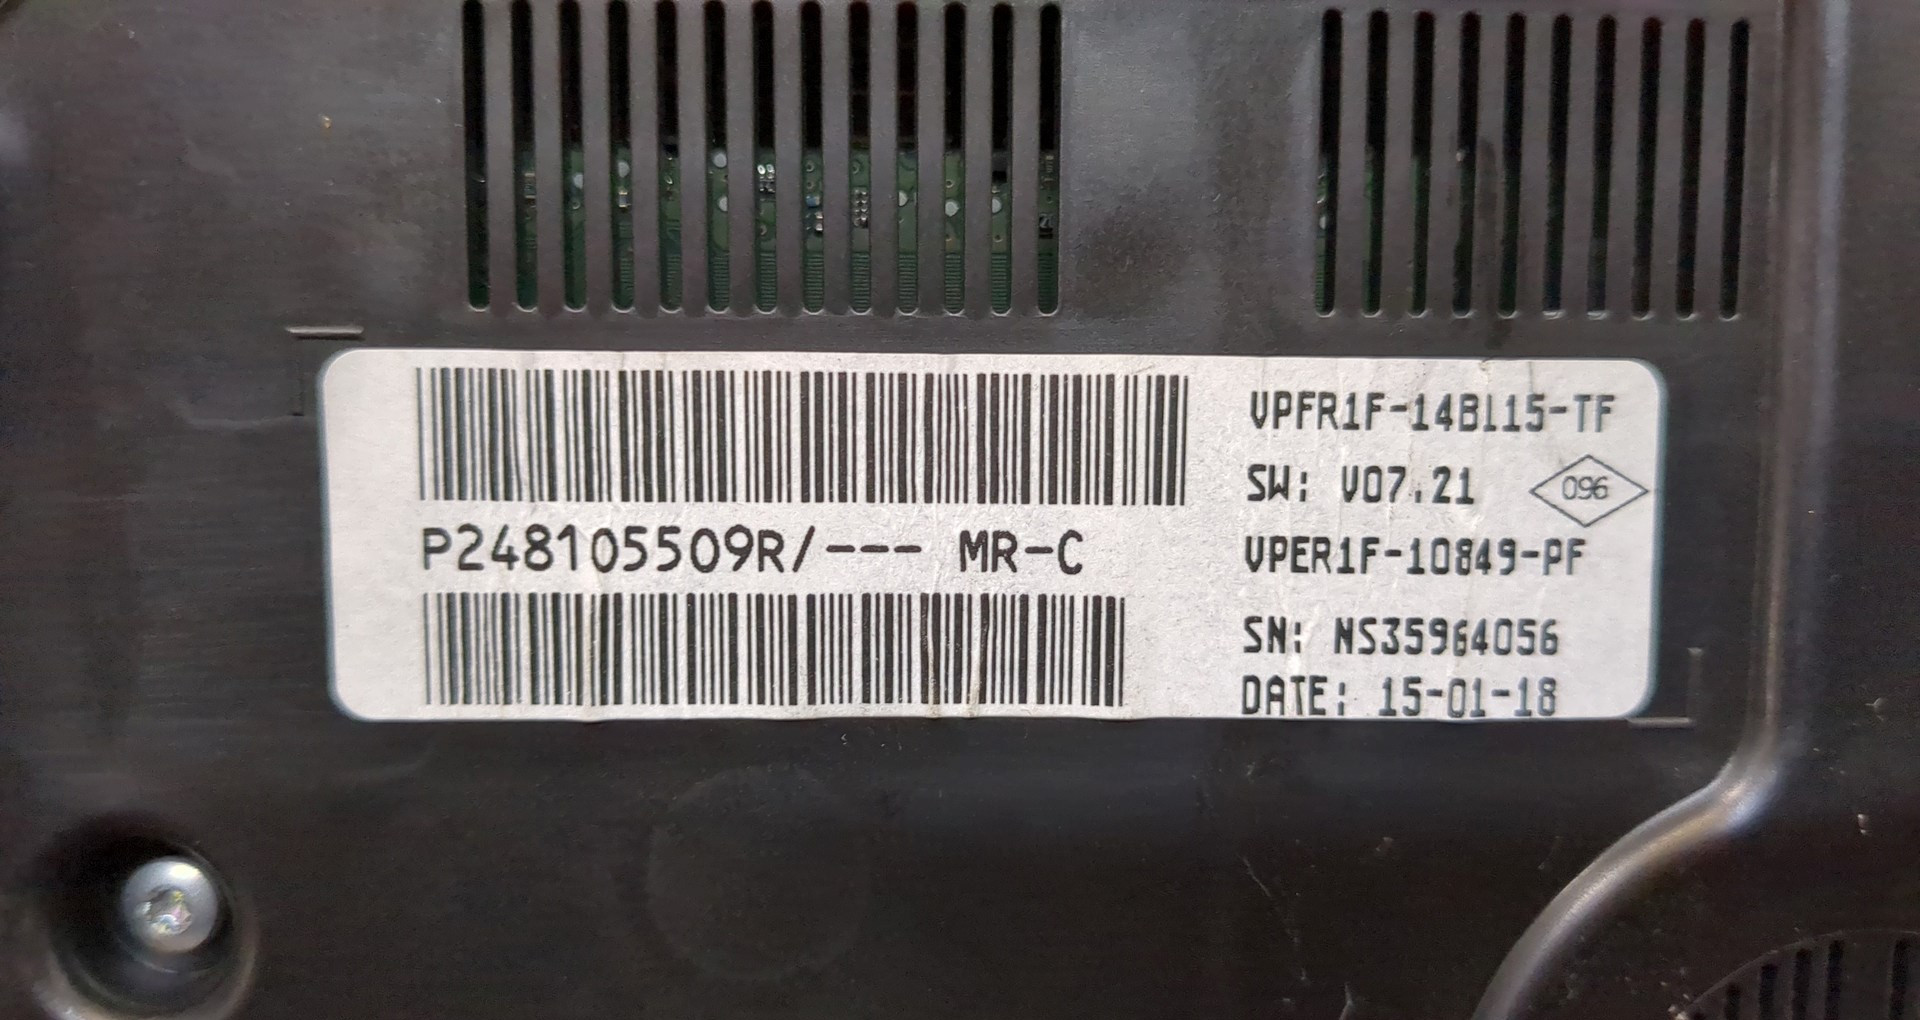 P248105509R/--- MR-C
VPFR1F-14B115-TF
SW: V07.21
096
VPER1F-10849-PF
SN: NS35964056
DATE: 15-01-18